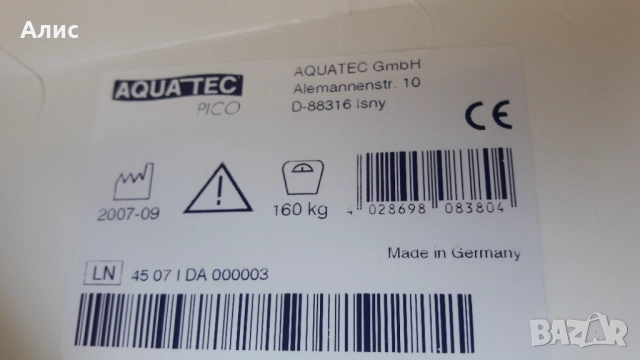 Алис
AQUATEC
PICO
AQUATEC GmbH
Alemannenstr. 10
D-88316 Isny
CE
2007-09
160 kg
4 028698 083804
Made in Germany
LN 45 07 I DA 000003
BAZAR